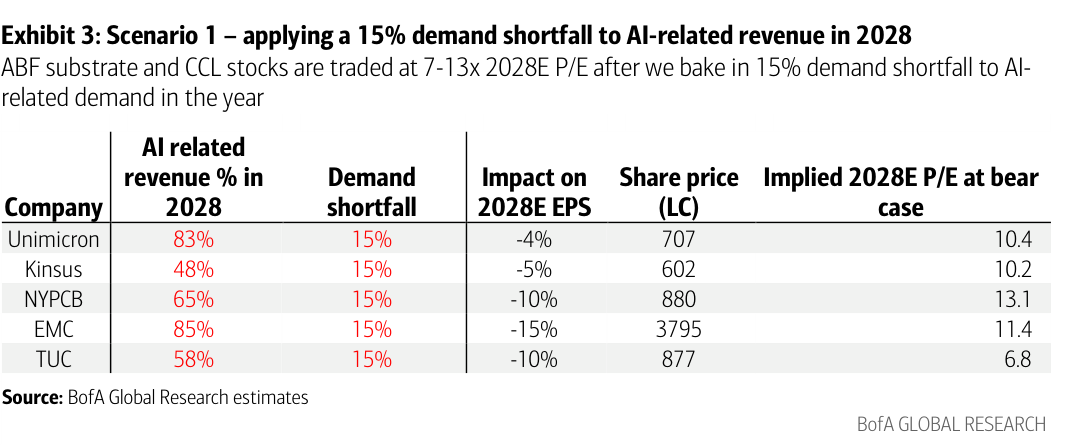 Exhibit 3: Scenario 1 – applying a 15% demand shortfall to AI-related revenue in 2028
ABF substrate and CCL stocks are traded at 7-13x 2028E P/E after we bake in 15% demand shortfall to AI-
related demand in the year
Company | AI related revenue % in 2028 | Demand shortfall | Impact on 2028E EPS | Share price (LC) | Implied 2028E P/E at bear case
Unimicron 83% 15% -4% 707 10.4
Kinsus 48% 15% -5% 602 10.2
NYPCB 65% 15% -10% 880 13.1
EMC 85% 15% -15% 3795 11.4
TUC 58% 15% -10% 877 6.8
Source: BofA Global Research estimates
BofA GLOBAL RESEARCH